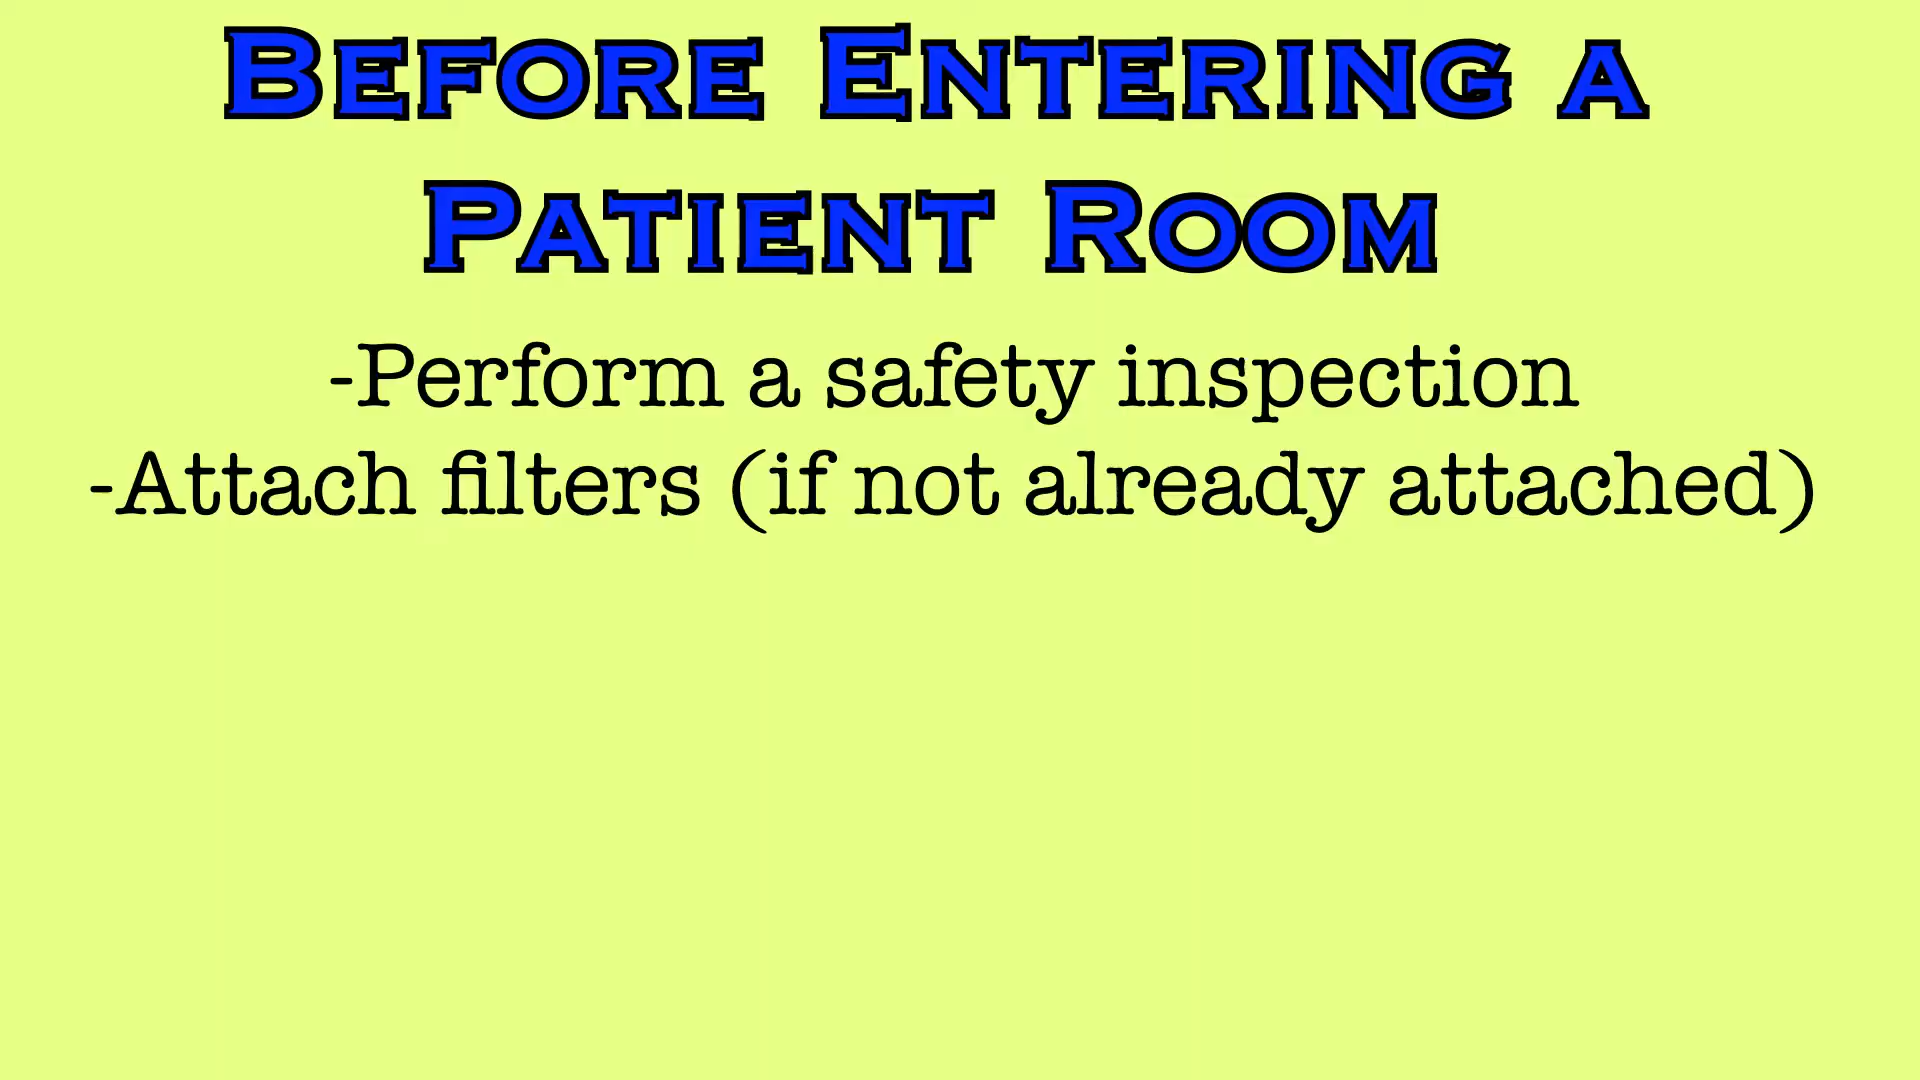 Before Entering a
Patient Room
-Perform a safety inspection
-Attach filters (if not already attached)